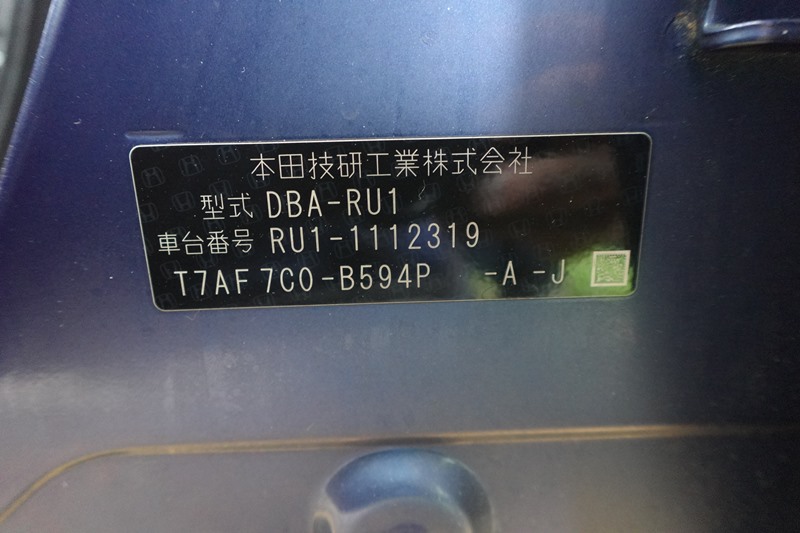 本田技研工業株式会社
型式 DBA-RU1
車台番号 RU1-1112319
T7AF 7C0-B594P -A -J